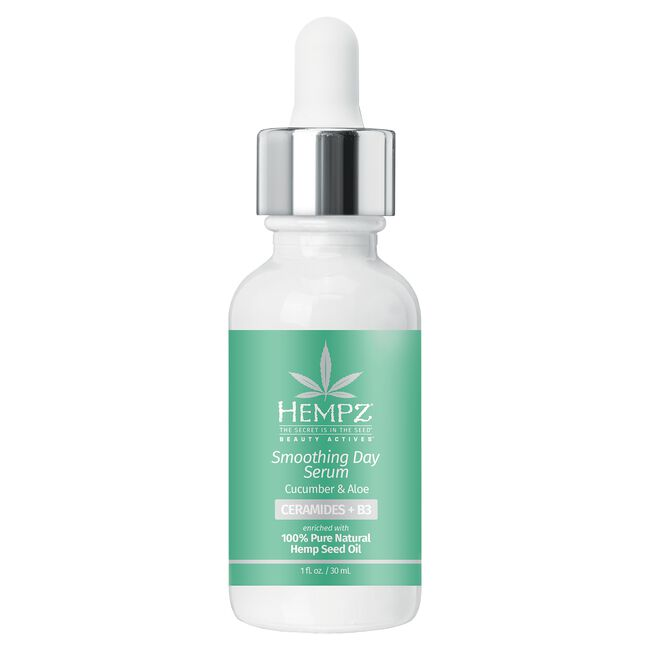 HEMPZ®
THE SECRET IS IN THE SEED®
BEAUTY ACTIVES™
Smoothing Day
Serum
Cucumber & Aloe
CERAMIDES + B3
enriched with
100% Pure Natural
Hemp Seed Oil
1 fl. oz. / 30 mL